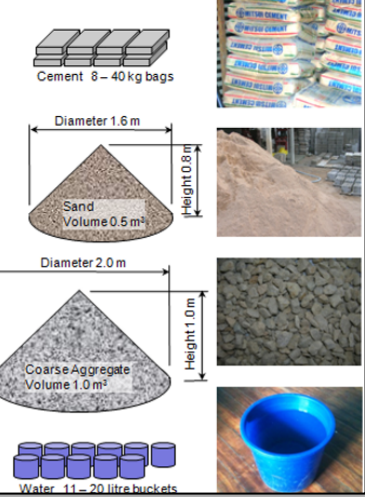 Cement 8 – 40 kg bags
Diameter 1.6 m
Height 0.8 m
Sand
Volume 0.5 m³
Diameter 2.0 m
Height 1.0m
Coarse Aggregate
Volume 1.0 m³
Water 11 – 20 litre buckets